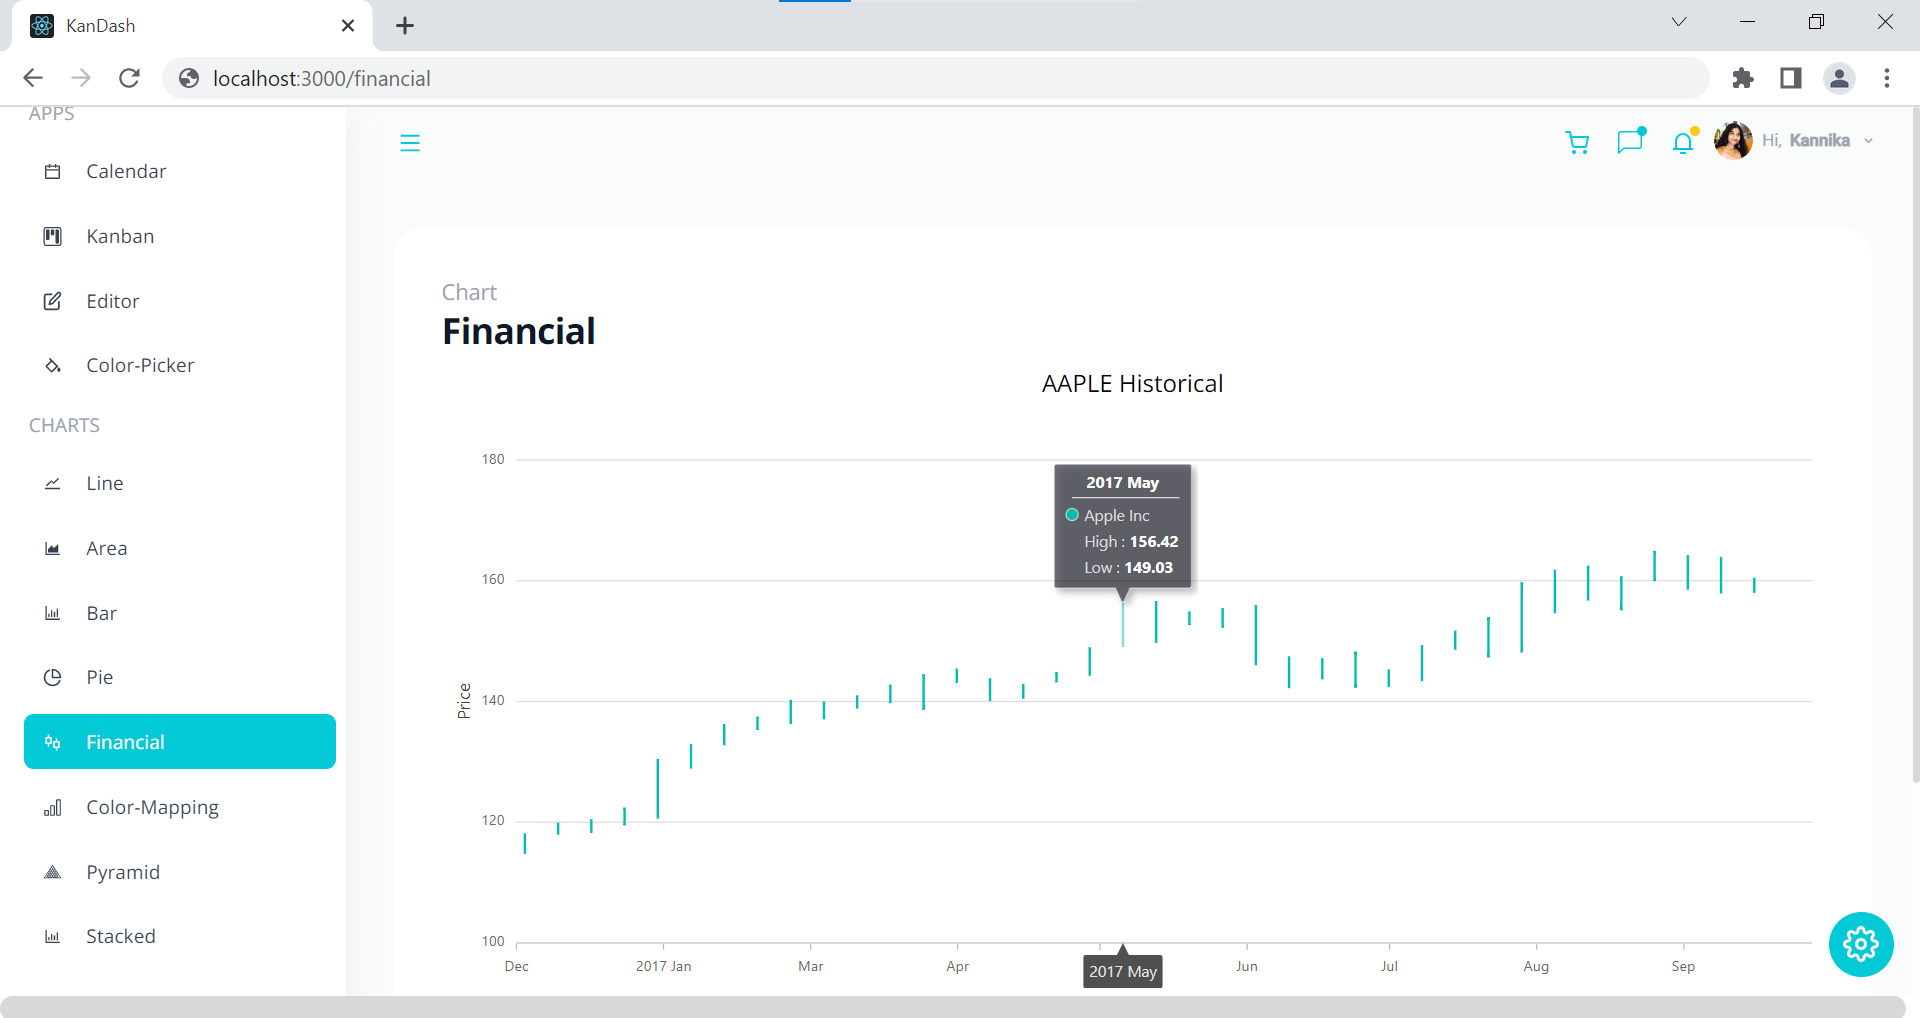 KanDash
localhost:3000/financial
APPS
Calendar
Kanban
Editor
Color-Picker
CHARTS
Line
Area
Bar
Pie
Financial
Color-Mapping
Pyramid
Stacked
Hi, Kannika
Chart
Financial
AAPLE Historical
Price
180
160
140
120
100
2017 May
Apple Inc
High : 156.42
Low : 149.03
Dec
2017 Jan
Mar
Apr
2017 May
Jun
Jul
Aug
Sep